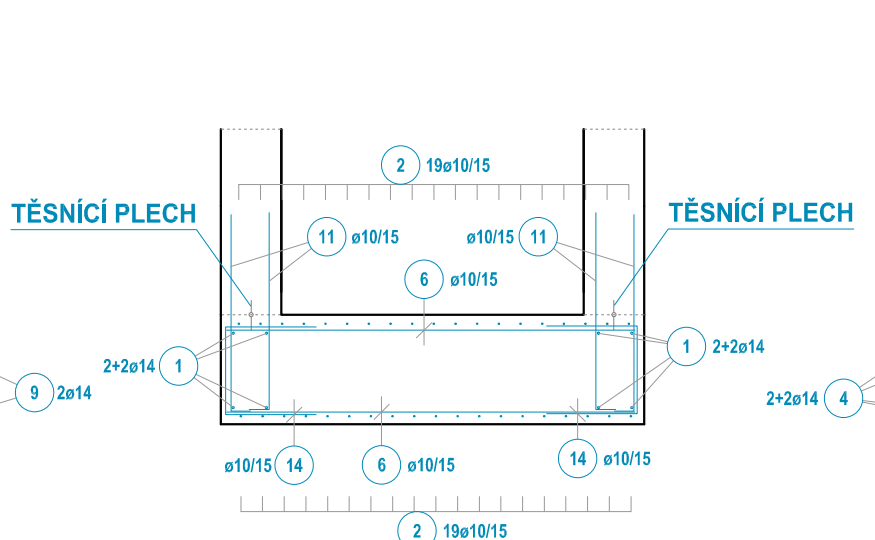 2 19ø10/15
TĚSNÍCÍ PLECH
TĚSNÍCÍ PLECH
11 ø10/15
ø10/15 11
6 ø10/15
2+2ø14 1
1 2+2ø14
9 2ø14
2+2ø14 4
ø10/15 14
6 ø10/15
14 ø10/15
2 19ø10/15